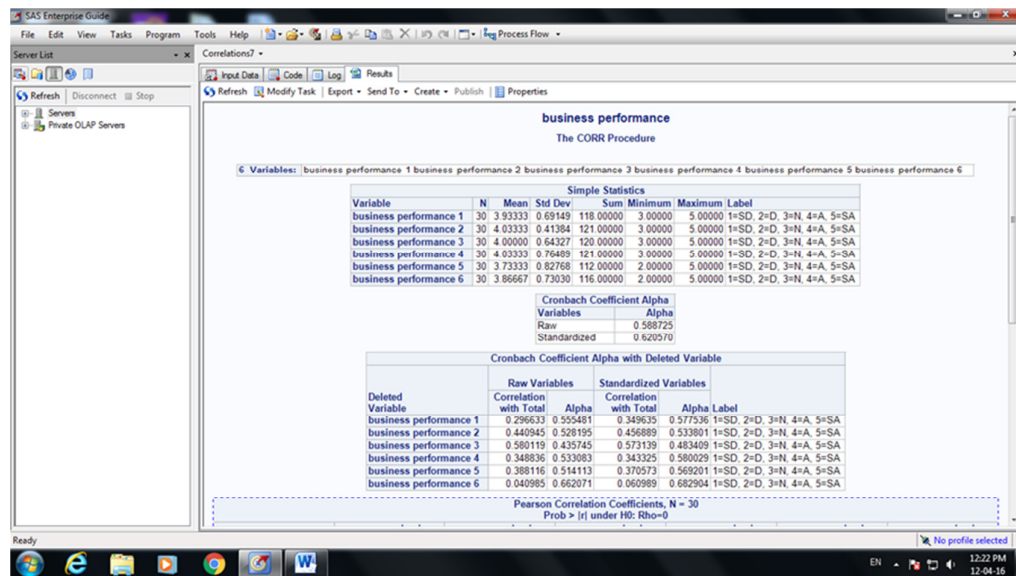 SAS Enterprise Guide
File Edit View Tasks Program Tools Help Process Flow
Server List
Correlations7
Input Data Code Log Results
Refresh Disconnect Stop
Refresh Modify Task Export Send To Create Publish Properties
Servers
Private OLAP Servers
business performance
The CORR Procedure
6 Variables: business performance 1 business performance 2 business performance 3 business performance 4 business performance 5 business performance 6
Simple Statistics
Variable N Mean Std Dev Sum Minimum Maximum Label
business performance 1 30 3.93333 0.69149 118.00000 3.00000 5.00000 1=SD, 2=D, 3=N, 4=A, 5=SA
business performance 2 30 4.03333 0.41384 121.00000 3.00000 5.00000 1=SD, 2=D, 3=N, 4=A, 5=SA
business performance 3 30 4.00000 0.64327 120.00000 3.00000 5.00000 1=SD, 2=D, 3=N, 4=A, 5=SA
business performance 4 30 4.03333 0.76489 121.00000 3.00000 5.00000 1=SD, 2=D, 3=N, 4=A, 5=SA
business performance 5 30 3.73333 0.82768 112.00000 2.00000 5.00000 1=SD, 2=D, 3=N, 4=A, 5=SA
business performance 6 30 3.86667 0.73030 116.00000 2.00000 5.00000 1=SD, 2=D, 3=N, 4=A, 5=SA
Cronbach Coefficient Alpha
Variables Alpha
Raw 0.588725
Standardized 0.620570
Cronbach Coefficient Alpha with Deleted Variable
Raw Variables Standardized Variables
Deleted Correlation Correlation
Variable with Total Alpha with Total Alpha Label
business performance 1 0.296633 0.555481 0.349635 0.577536 1=SD, 2=D, 3=N, 4=A, 5=SA
business performance 2 0.440945 0.528195 0.456889 0.533801 1=SD, 2=D, 3=N, 4=A, 5=SA
business performance 3 0.580119 0.435745 0.573139 0.483409 1=SD, 2=D, 3=N, 4=A, 5=SA
business performance 4 0.348836 0.533083 0.343325 0.580029 1=SD, 2=D, 3=N, 4=A, 5=SA
business performance 5 0.388116 0.514113 0.370573 0.569201 1=SD, 2=D, 3=N, 4=A, 5=SA
business performance 6 0.040985 0.662071 0.060989 0.682904 1=SD, 2=D, 3=N, 4=A, 5=SA
Pearson Correlation Coefficients, N = 30
Prob > |r| under H0: Rho=0
Ready No profile selected
EN 12:22 PM
12-04-16